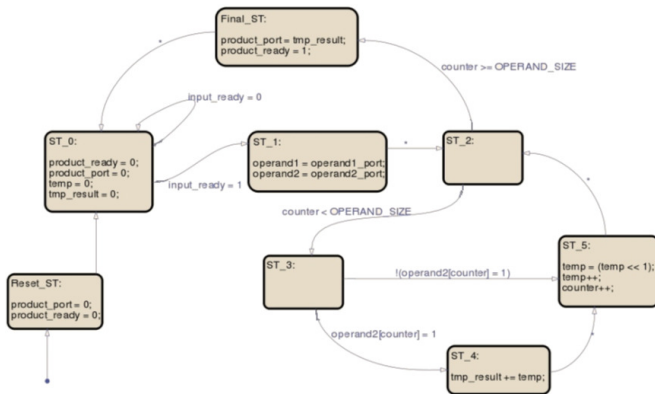 Final_ST:
product_port = tmp_result;
product_ready = 1;
*
counter >= OPERAND_SIZE
input_ready = 0
ST_0:
product_ready = 0;
product_port = 0;
temp = 0;
tmp_result = 0;
input_ready = 1
ST_1:
operand1 = operand1_port;
operand2 = operand2_port;
*
ST_2:
counter < OPERAND_SIZE
*
ST_3:
!(operand2[counter] = 1)
ST_5:
temp = (temp << 1);
temp++;
counter++;
Reset_ST:
product_port = 0;
product_ready = 0;
operand2[counter] = 1
*
ST_4:
tmp_result += temp;